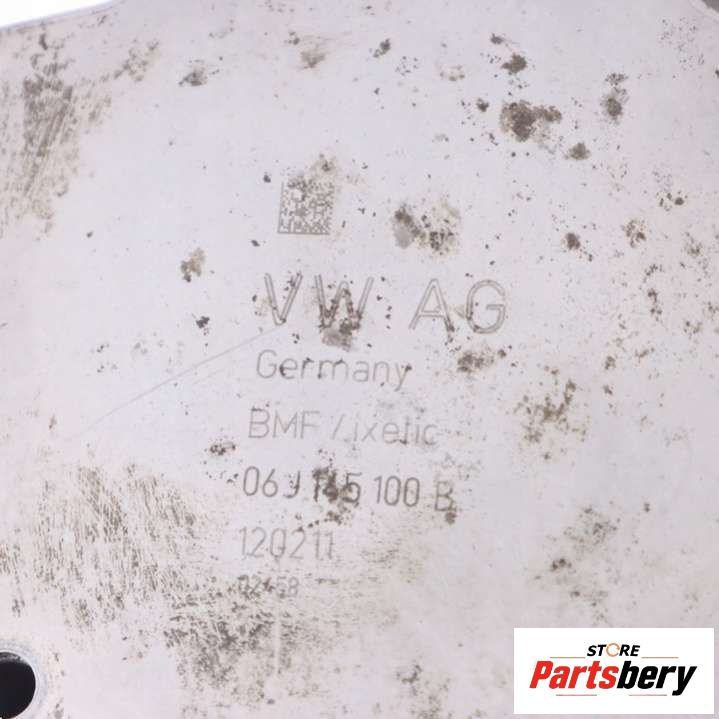 VW AG
Germany
BMF / ixetic
06J 145 100 B
120211
STORE
Partsbery